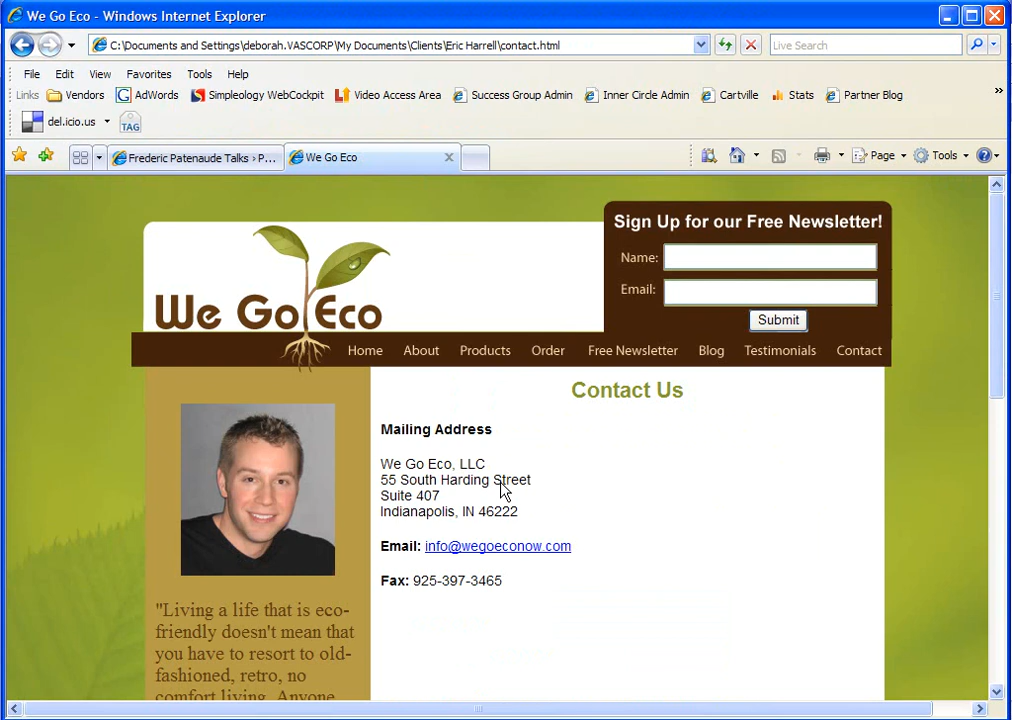 We Go Eco - Windows Internet Explorer
C:\Documents and Settings\deborah.VASCORP\My Documents\Clients\Eric Harrell\contact.html
Live Search
File Edit View Favorites Tools Help
Links Vendors AdWords Simpleology WebCockpit Video Access Area Success Group Admin Inner Circle Admin Cartville Stats Partner Blog »
del.icio.us TAG
Frederic Patenaude Talks › P... We Go Eco Page Tools
Sign Up for our Free Newsletter!
Name:
Email:
Submit
We Go Eco
Home About Products Order Free Newsletter Blog Testimonials Contact
Contact Us
Mailing Address
We Go Eco, LLC
55 South Harding Street
Suite 407
Indianapolis, IN 46222
Email: info@wegoeconow.com
Fax: 925-397-3465
"Living a life that is eco-
friendly doesn't mean that
you have to resort to old-
fashioned, retro, no
comfort living. Anyone